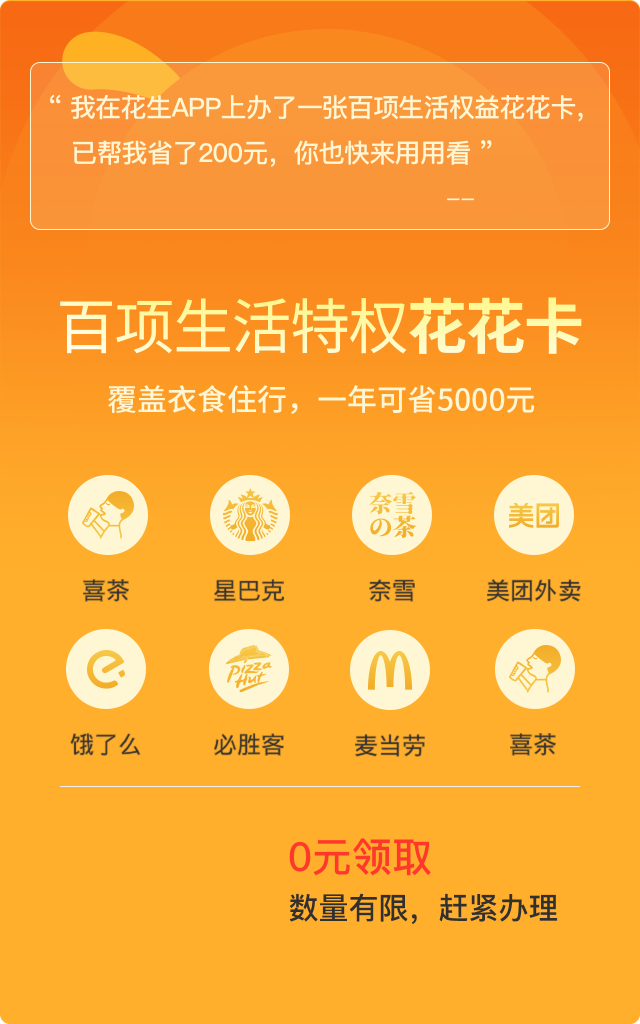 “ 我在花生APP上办了一张百项生活权益花花卡，
已帮我省了200元，你也快来用用看 ”
——
百项生活特权花花卡
覆盖衣食住行，一年可省5000元
奈雪の茶
美团
喜茶
星巴克
奈雪
美团外卖
Pizza Hut
饿了么
必胜客
麦当劳
喜茶
0元领取
数量有限，赶紧办理